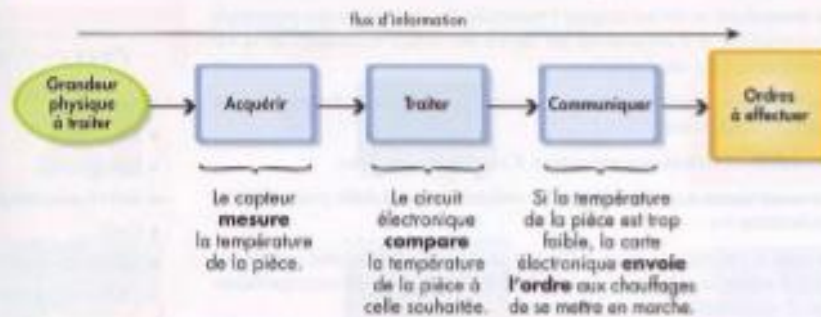 flux d'information
Grandeur
physique
à traiter
Acquérir
Traiter
Communiquer
Ordres
à effectuer
Le capteur
mesure
la température
de la pièce.
Le circuit
électronique
compare
la température
de la pièce à
celle souhaitée.
Si la température
de la pièce est trop
faible, la carte
électronique envoie
l'ordre aux chauffages
de se mettre en marche.